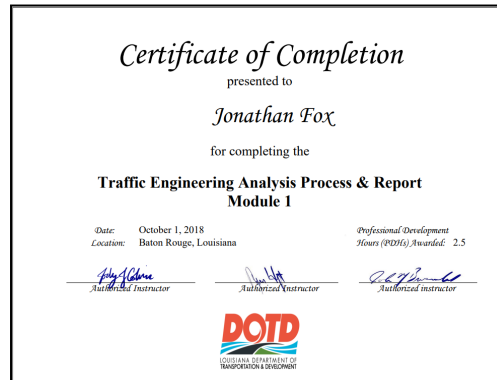 Certificate of Completion
presented to
Jonathan Fox
for completing the
Traffic Engineering Analysis Process & Report
Module 1
Date: October 1, 2018
Location: Baton Rouge, Louisiana
Professional Development
Hours (PDHs) Awarded: 2.5
Authorized Instructor
Authorized Instructor
Authorized instructor
DOTD
LOUISIANA DEPARTMENT OF
TRANSPORTATION & DEVELOPMENT